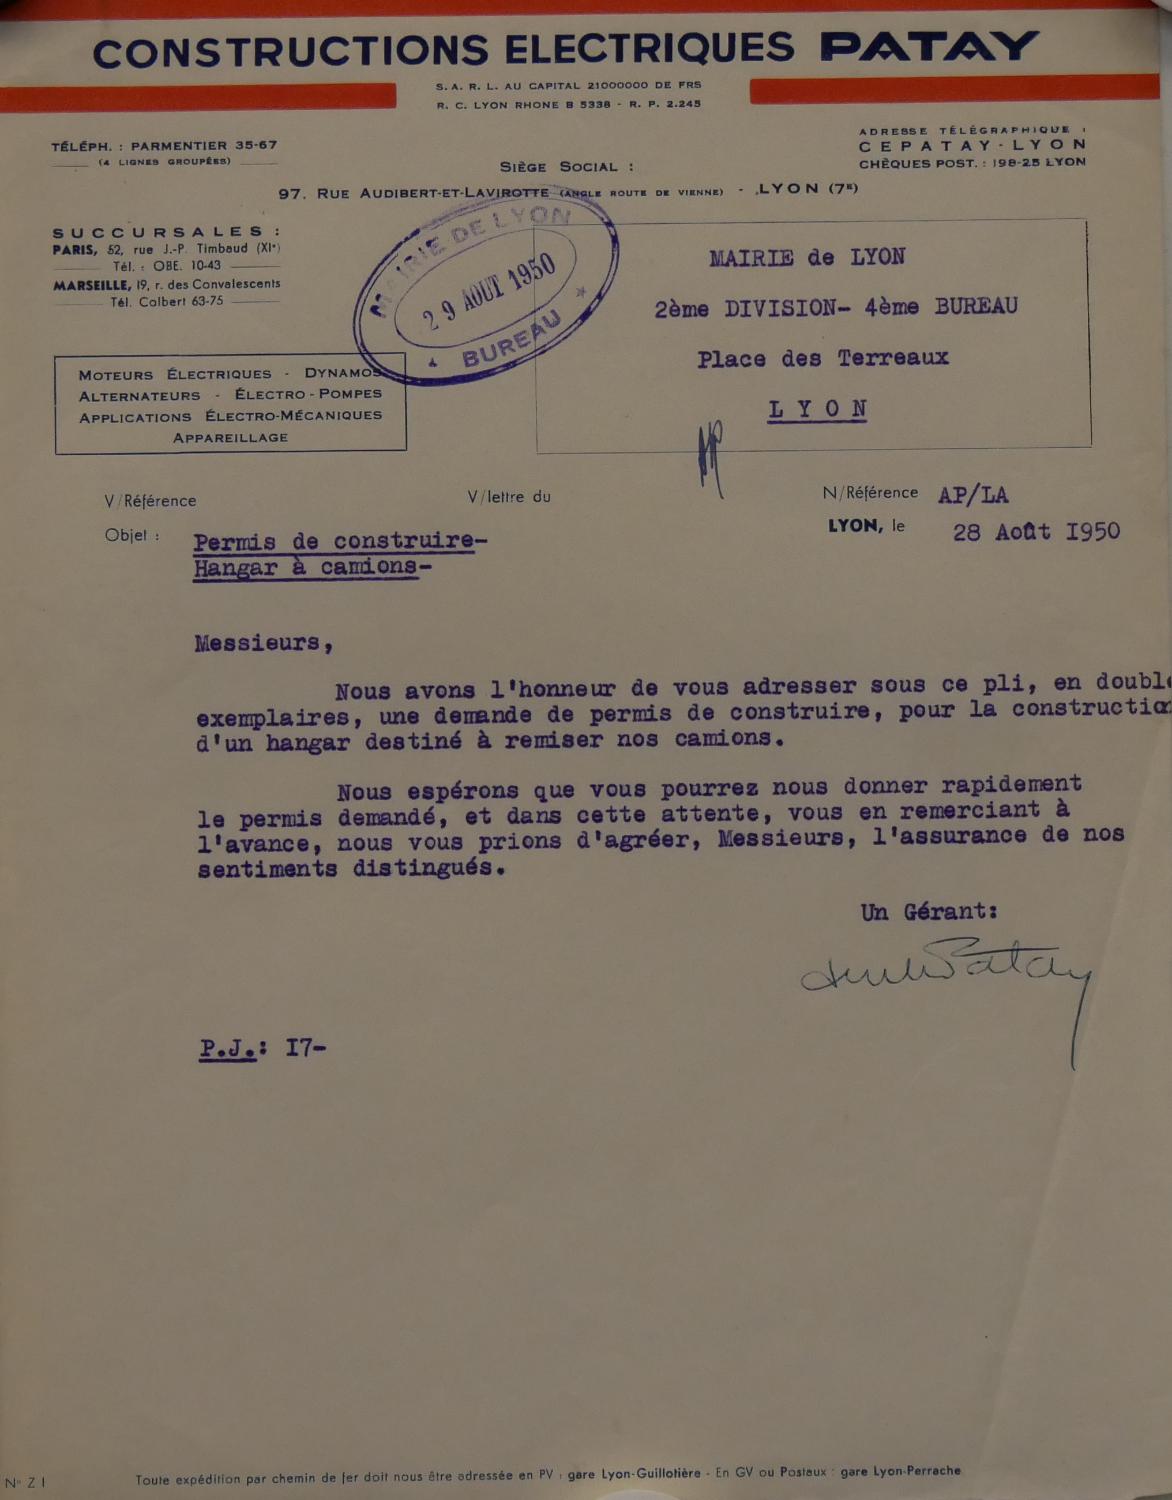 CONSTRUCTIONS ELECTRIQUES PATAY
S. A. R. L. AU CAPITAL 21000000 DE FRS
R. C. LYON RHONE B 5338 - R. P. 2.245
TÉLÉPH. : PARMENTIER 35-67
(4 LIGNES GROUPÉES)
ADRESSE TÉLÉGRAPHIQUE :
CEPATAY-LYON
CHÈQUES POST. : 198-25 LYON
SIÈGE SOCIAL :
97. RUE AUDIBERT-ET-LAVIROTTE (ANGLE ROUTE DE VIENNE) - LYON (7E)
SUCCURSALES :
PARIS, 52, rue J.-P. Timbaud (XIe)
Tél. : OBE. 10-43
MARSEILLE, 19, r. des Convalescents
Tél. Colbert 63-75
MAIRIE DE LYON
29 AOUT 1950
BUREAU
MAIRIE de LYON
2ème DIVISION- 4ème BUREAU
Place des Terreaux
LYON
MOTEURS ÉLECTRIQUES - DYNAMOS
ALTERNATEURS - ÉLECTRO-POMPES
APPLICATIONS ÉLECTRO-MÉCANIQUES
APPAREILLAGE
V/Référence V/lettre du N/Référence AP/LA
LYON, le 28 Août I950
Objet : Permis de construire-
Hangar à camions-
Messieurs,
Nous avons l'honneur de vous adresser sous ce pli, en double
exemplaires, une demande de permis de construire, pour la construction
d'un hangar destiné à remiser nos camions.
Nous espérons que vous pourrez nous donner rapidement
le permis demandé, et dans cette attente, vous en remerciant à
l'avance, nous vous prions d'agréer, Messieurs, l'assurance de nos
sentiments distingués.
Un Gérant:
Patay
P.J.: I7-
N° Z I
Toute expédition par chemin de fer doit nous être adressée en PV : gare Lyon-Guillotière - En GV ou Postaux : gare Lyon-Perrache